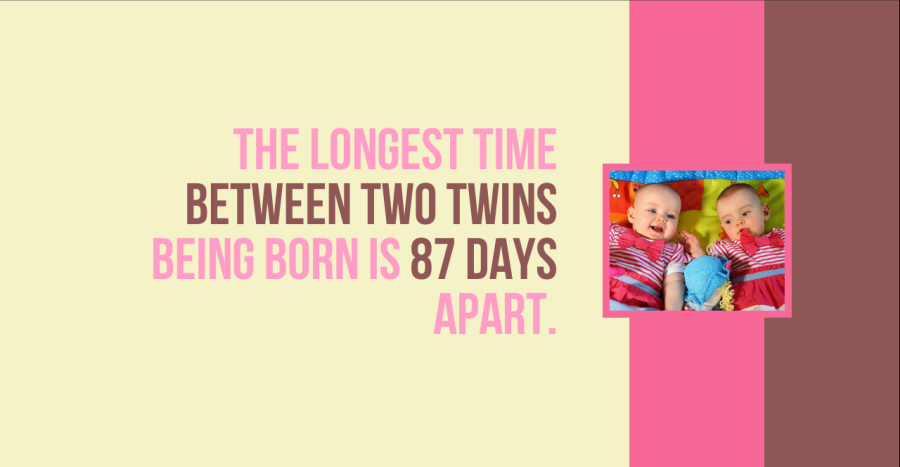 THE LONGEST TIME
BETWEEN TWO TWINS
BEING BORN IS 87 DAYS
APART.